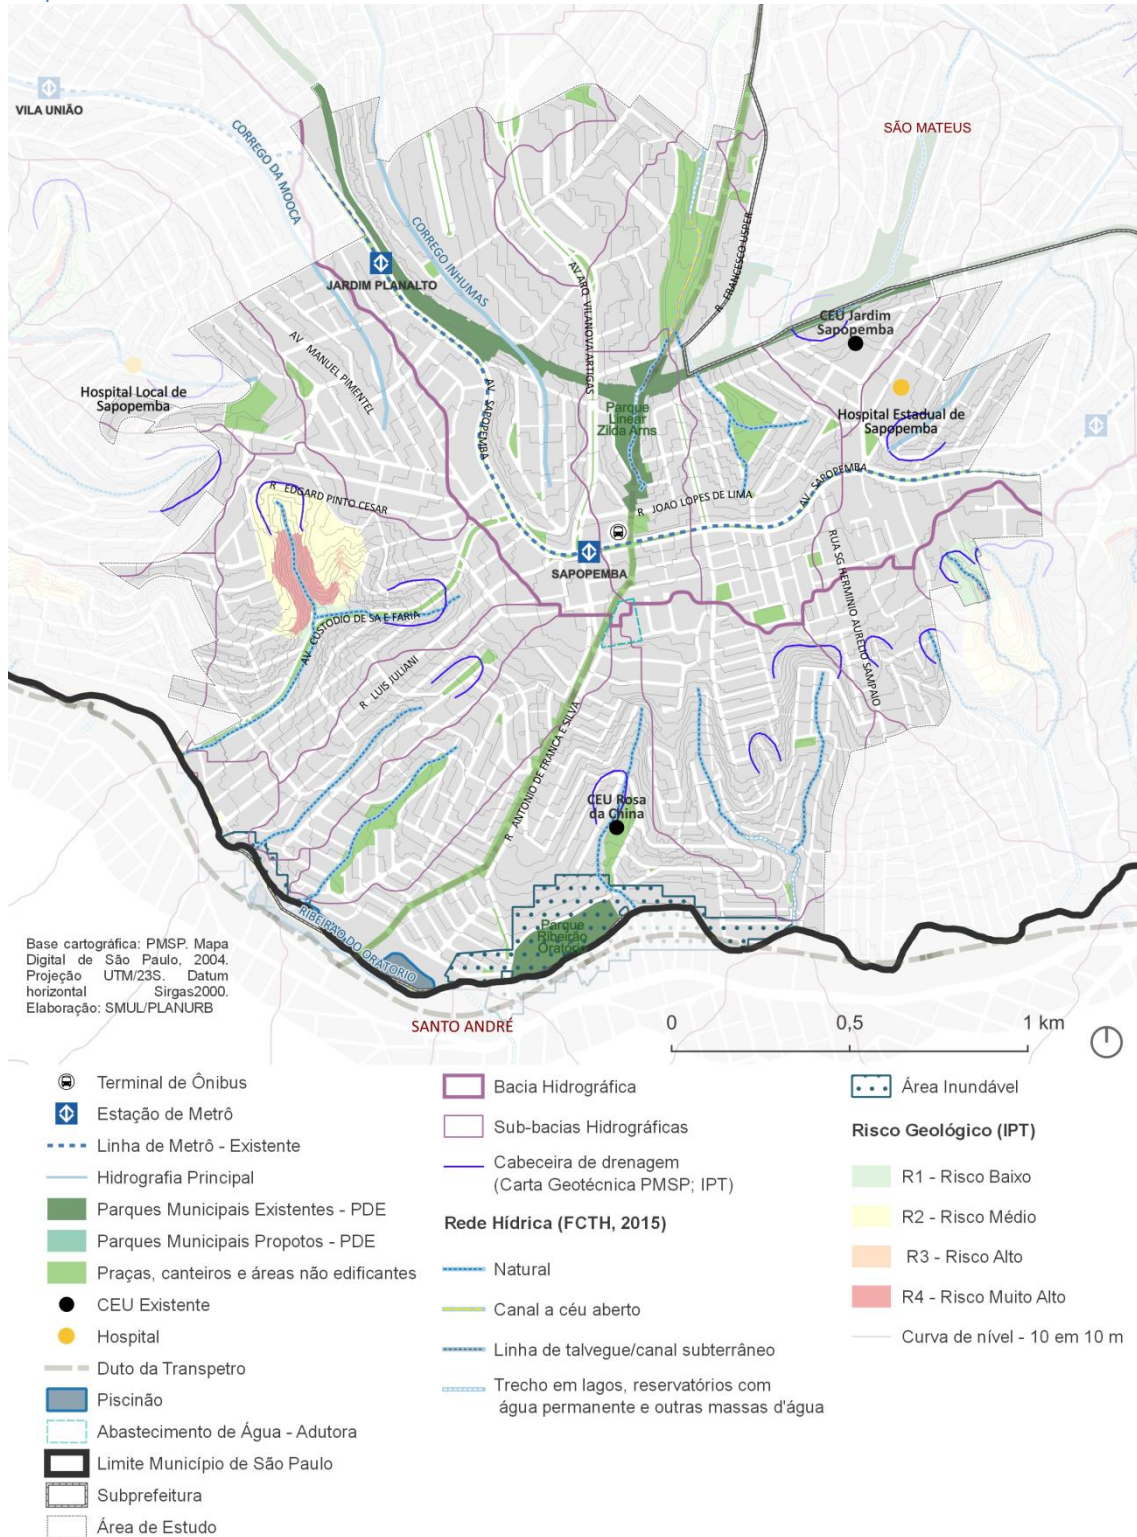 VILA UNIÃO
SÃO MATEUS
CORREGO DA MOOCA
CORREGO INHUMAS
JARDIM PLANALTO
AV ARQ VILANOVA ARTIGAS
R FRANCESCO USPER
CEU Jardim
Sapopemba
AV MANUEL PIMENTEL
Hospital Local de
Sapopemba
AV. SAPOPEMBA
Parque
Linear
Zilda Arns
Hospital Estadual de
Sapopemba
R EDGARD PINTO CESAR
R JOAO LOPES DE LIMA
AV. SAPOPEMBA
SAPOPEMBA
RUA SG HERMINIO AURELIO SAMPAIO
AV CUSTODIO DE SA E FARIA
R LUIS JULIANI
R ANTONIO DE FRANCA E SILVA
CEU Rosa
da China
RIBEIRÃO DO ORATORIO
Parque
Ribeirão
Oratório
Base cartográfica: PMSP. Mapa
Digital de São Paulo, 2004.
Projeção UTM/23S. Datum
horizontal Sirgas2000.
Elaboração: SMUL/PLANURB
SANTO ANDRÉ
0 0,5 1 km
Terminal de Ônibus
Estação de Metrô
Linha de Metrô - Existente
Hidrografia Principal
Parques Municipais Existentes - PDE
Parques Municipais Propotos - PDE
Praças, canteiros e áreas não edificantes
CEU Existente
Hospital
Duto da Transpetro
Piscinão
Abastecimento de Água - Adutora
Limite Município de São Paulo
Subprefeitura
Área de Estudo
Bacia Hidrográfica
Sub-bacias Hidrográficas
Cabeceira de drenagem
(Carta Geotécnica PMSP; IPT)
Rede Hídrica (FCTH, 2015)
Natural
Canal a céu aberto
Linha de talvegue/canal subterrâneo
Trecho em lagos, reservatórios com
água permanente e outras massas d'água
Área Inundável
Risco Geológico (IPT)
R1 - Risco Baixo
R2 - Risco Médio
R3 - Risco Alto
R4 - Risco Muito Alto
Curva de nível - 10 em 10 m